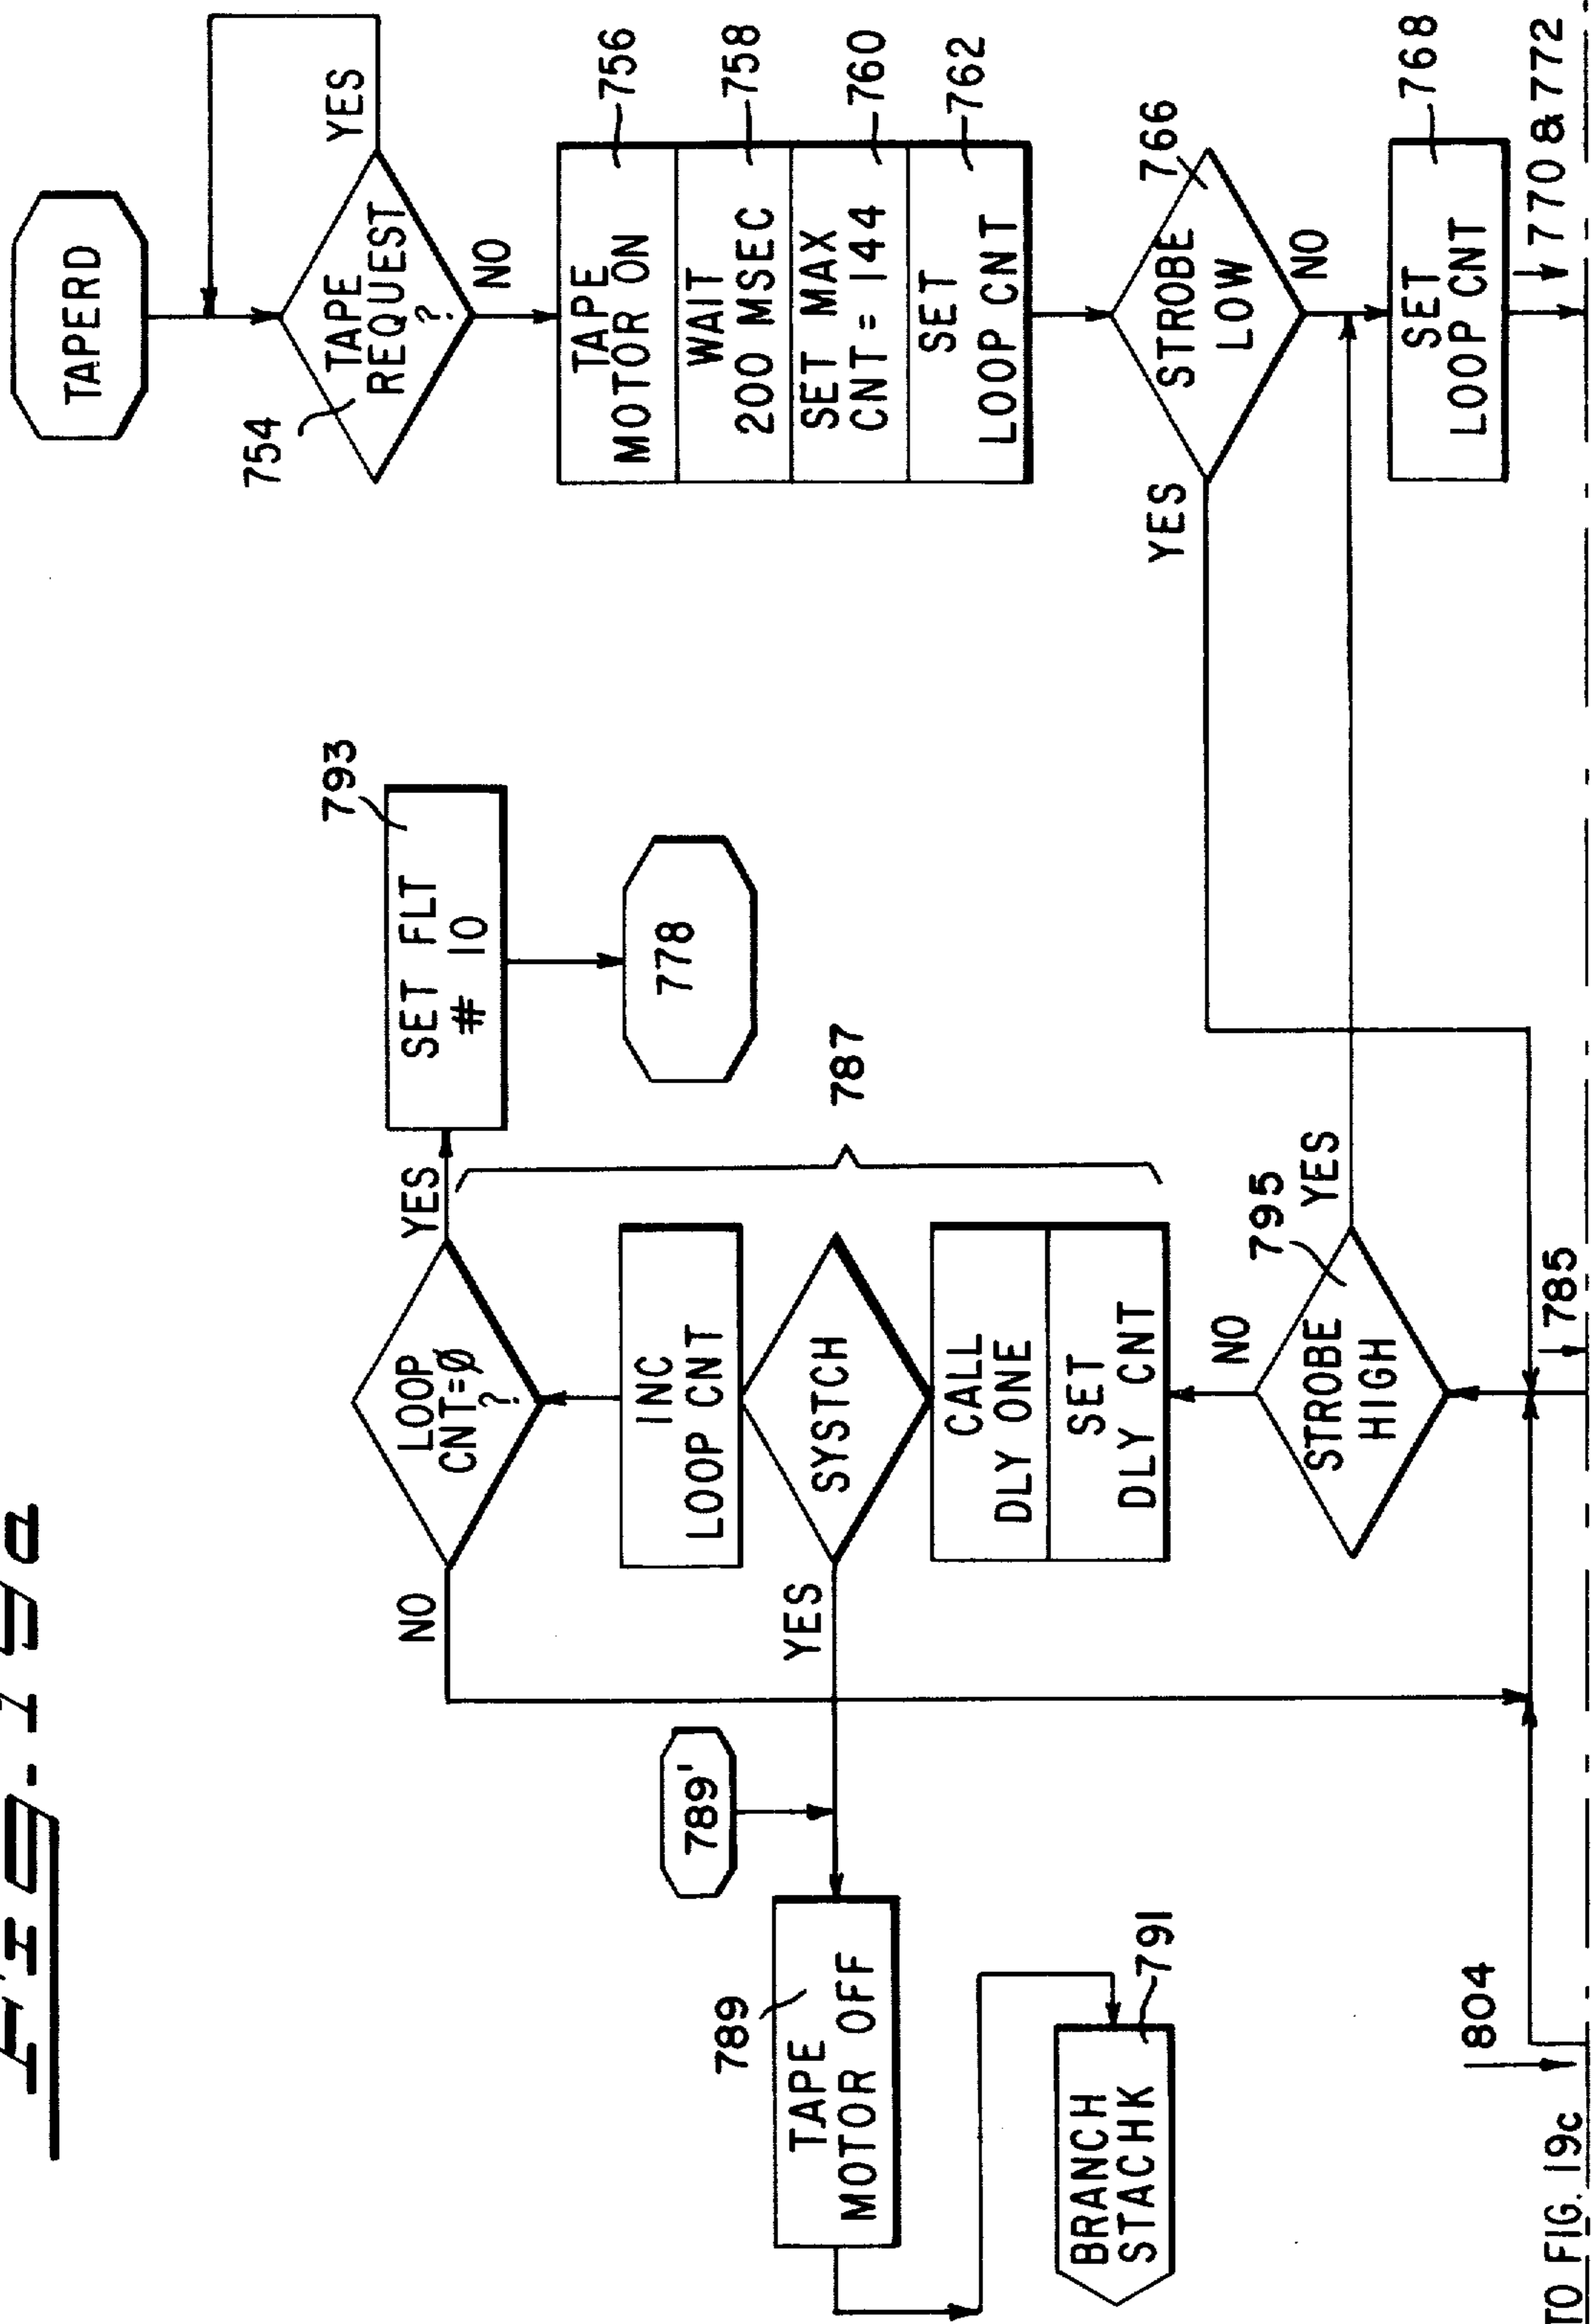 FIG. 19a
TAPERD
754
TAPE
REQUEST
?
YES
NO
TAPE
MOTOR ON
756
WAIT
200 MSEC
758
SET MAX
CNT = 144
760
SET
LOOP CNT
762
766
STROBE
LOW
YES
NO
SET
LOOP CNT
768
770 & 772
793
SET FLT
# 10
778
787
LOOP
CNT=Ø
?
YES
NO
INC
LOOP CNT
SYSTCH
YES
CALL
DLY ONE
SET
DLY CNT
NO
795
YES
STROBE
HIGH
785
789'
789
TAPE
MOTOR OFF
BRANCH
STACHK
791
804
TO FIG. 19c